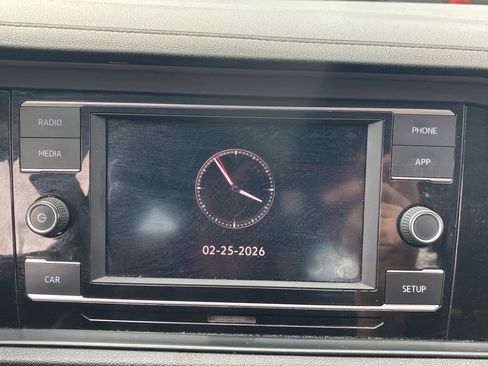 RADIO
PHONE
MEDIA
APP
02-25-2026
CAR
SETUP